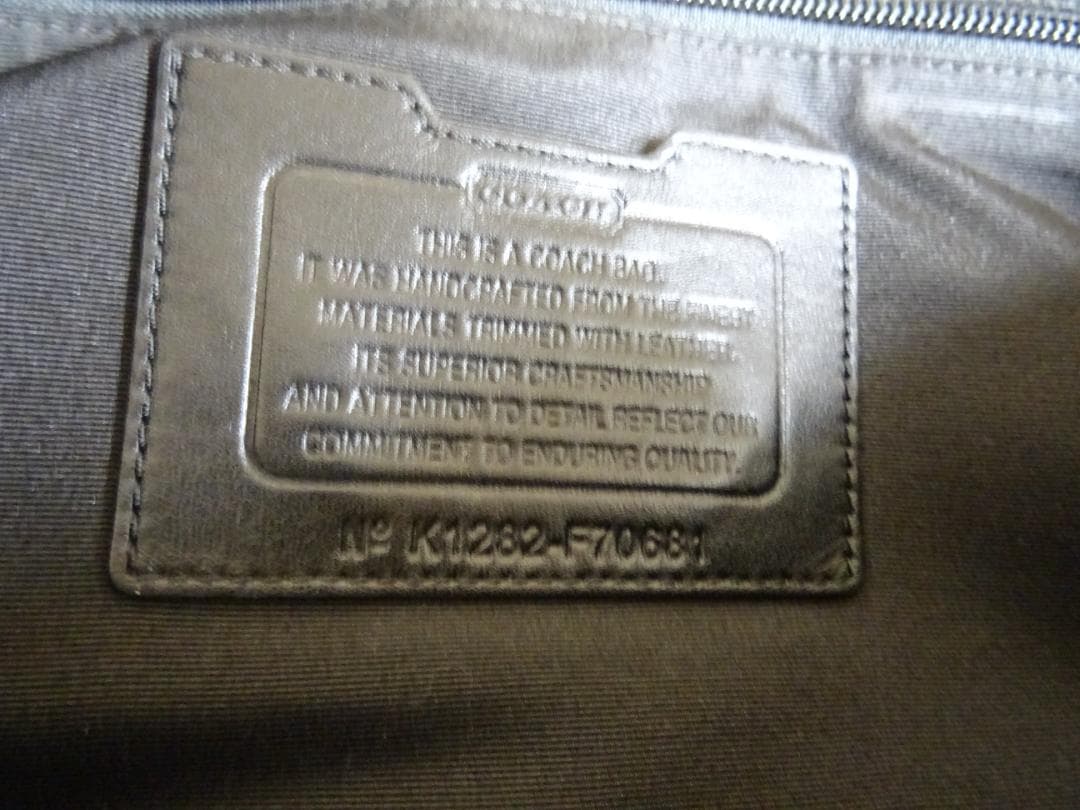 COACH
THIS IS A COACH BAG.
IT WAS HANDCRAFTED FROM THE FINEST
MATERIALS TRIMMED WITH LEATHER.
ITS SUPERIOR CRAFTSMANSHIP
AND ATTENTION TO DETAIL REFLECT OUR
COMMITMENT TO ENDURING QUALITY.
Nº K1282-F70681